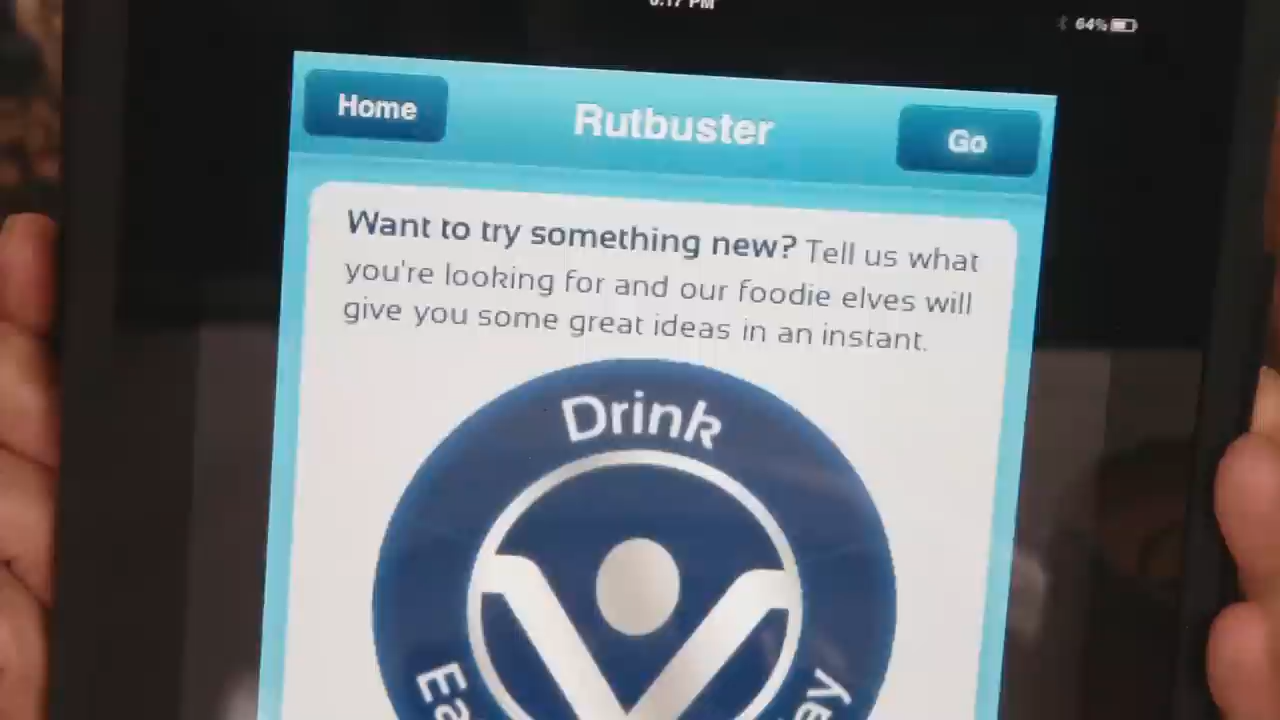 64%
Home
Rutbuster
Go
Want to try something new? Tell us what
you're looking for and our foodie elves will
give you some great ideas in an instant.
Drink